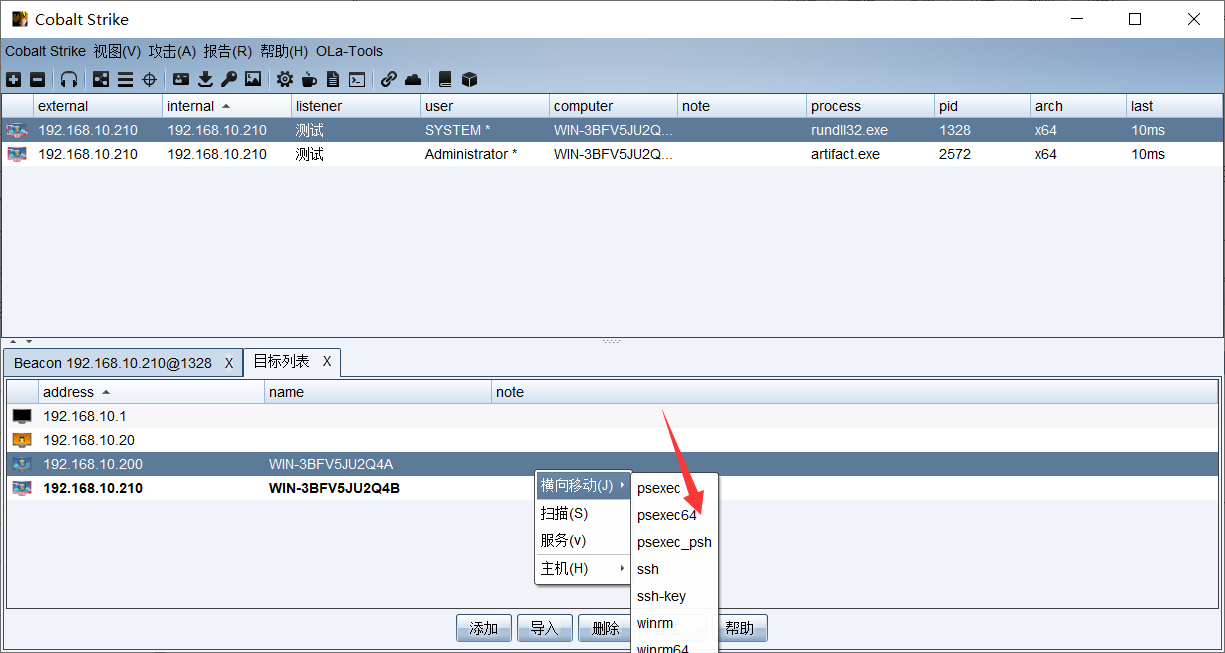 Cobalt Strike
Cobalt Strike 视图(V) 攻击(A) 报告(R) 帮助(H) OLa-Tools
external internal listener user computer note process pid arch last
192.168.10.210 192.168.10.210 测试 SYSTEM * WIN-3BFV5JU2Q... rundll32.exe 1328 x64 10ms
192.168.10.210 192.168.10.210 测试 Administrator * WIN-3BFV5JU2Q... artifact.exe 2572 x64 10ms
Beacon 192.168.10.210@1328 X 目标列表 X
address name note
192.168.10.1
192.168.10.20
192.168.10.200 WIN-3BFV5JU2Q4A
192.168.10.210 WIN-3BFV5JU2Q4B
横向移动(J)
扫描(S)
服务(v)
主机(H)
psexec
psexec64
psexec_psh
ssh
ssh-key
winrm
winrm64
添加 导入 删除 帮助